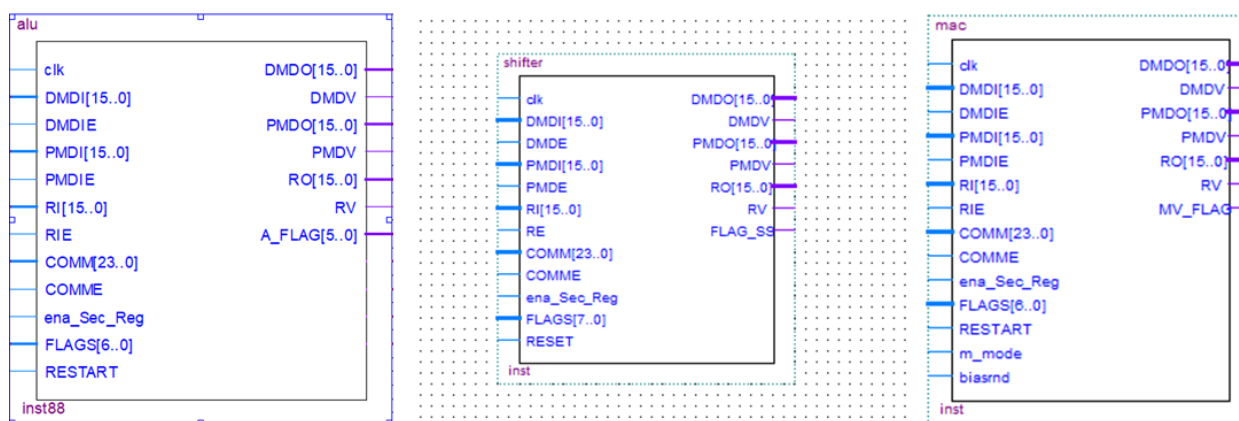 alu
clk
DMDI[15..0]
DMDIE
PMDI[15..0]
PMDIE
RI[15..0]
RIE
COMM[23..0]
COMME
ena_Sec_Reg
FLAGS[6..0]
RESTART
DMDO[15..0]
DMDV
PMDO[15..0]
PMDV
RO[15..0]
RV
A_FLAG[5..0]
inst88
shifter
clk
DMDI[15..0]
DMDE
PMDI[15..0]
PMDE
RI[15..0]
RE
COMM[23..0]
COMME
ena_Sec_Reg
FLAGS[7..0]
RESET
DMDO[15..0]
DMDV
PMDO[15..0]
PMDV
RO[15..0]
RV
FLAG_SS
inst
mac
clk
DMDI[15..0]
DMDIE
PMDI[15..0]
PMDIE
RI[15..0]
RIE
COMM[23..0]
COMME
ena_Sec_Reg
FLAGS[6..0]
RESTART
m_mode
biasrnd
DMDO[15..0]
DMDV
PMDO[15..0]
PMDV
RO[15..0]
RV
MV_FLAG
inst